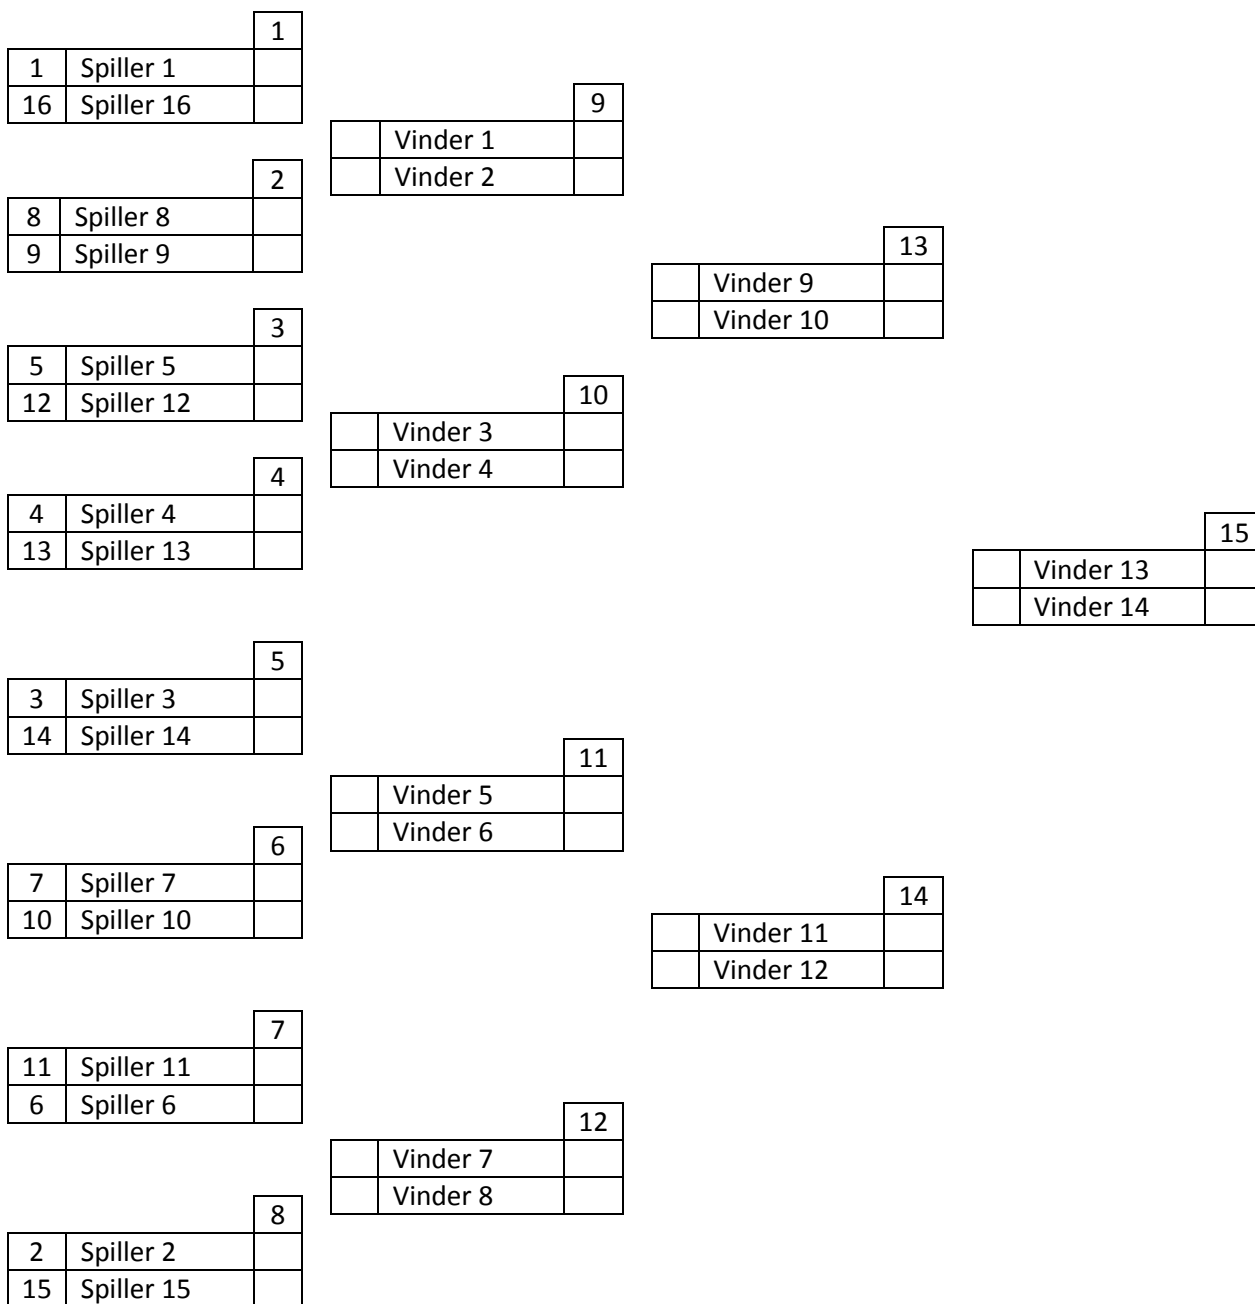 1
1 Spiller 1
16 Spiller 16
2
8 Spiller 8
9 Spiller 9
3
5 Spiller 5
12 Spiller 12
4
4 Spiller 4
13 Spiller 13
5
3 Spiller 3
14 Spiller 14
6
7 Spiller 7
10 Spiller 10
7
11 Spiller 11
6 Spiller 6
8
2 Spiller 2
15 Spiller 15
9
Vinder 1
Vinder 2
10
Vinder 3
Vinder 4
11
Vinder 5
Vinder 6
12
Vinder 7
Vinder 8
13
Vinder 9
Vinder 10
14
Vinder 11
Vinder 12
15
Vinder 13
Vinder 14